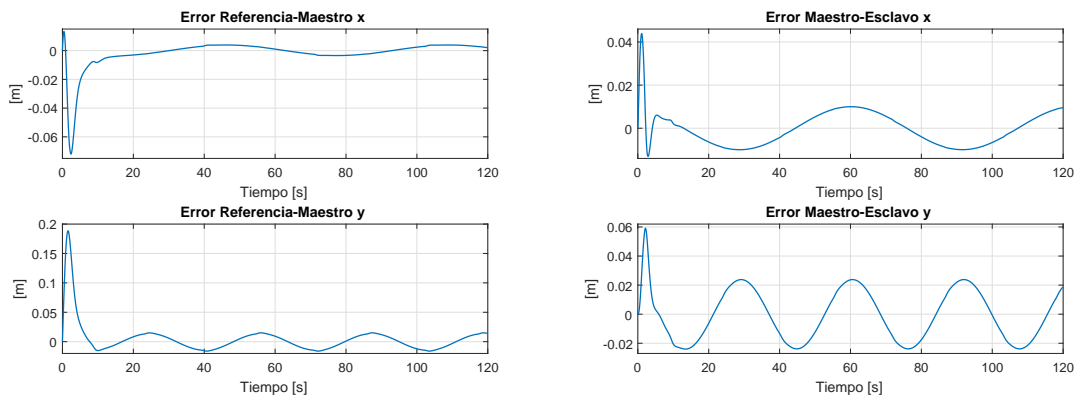 Error Referencia-Maestro x
[m]
0
-0.02
-0.04
-0.06
0 20 40 60 80 100 120
Tiempo [s]
Error Maestro-Esclavo x
[m]
0.04
0.02
0
0 20 40 60 80 100 120
Tiempo [s]
Error Referencia-Maestro y
[m]
0.2
0.15
0.1
0.05
0
0 20 40 60 80 100 120
Tiempo [s]
Error Maestro-Esclavo y
[m]
0.06
0.04
0.02
0
-0.02
0 20 40 60 80 100 120
Tiempo [s]